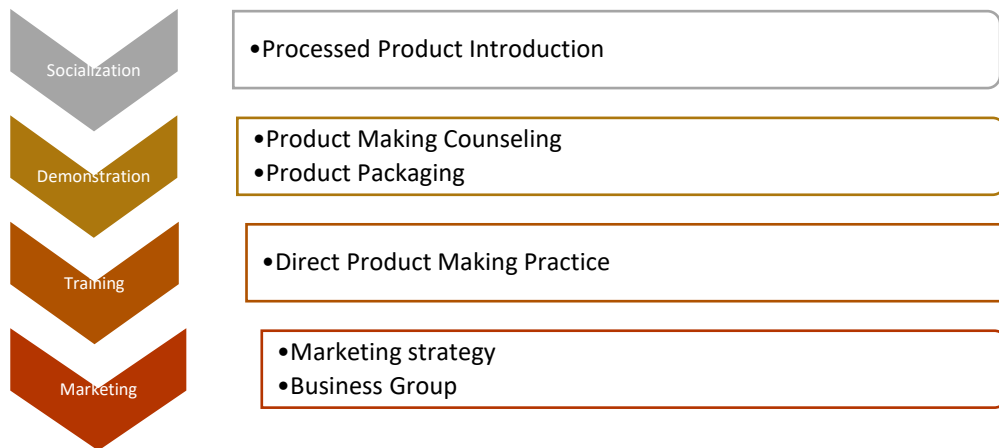 Socialization
•Processed Product Introduction
Demonstration
•Product Making Counseling
•Product Packaging
Training
•Direct Product Making Practice
Marketing
•Marketing strategy
•Business Group